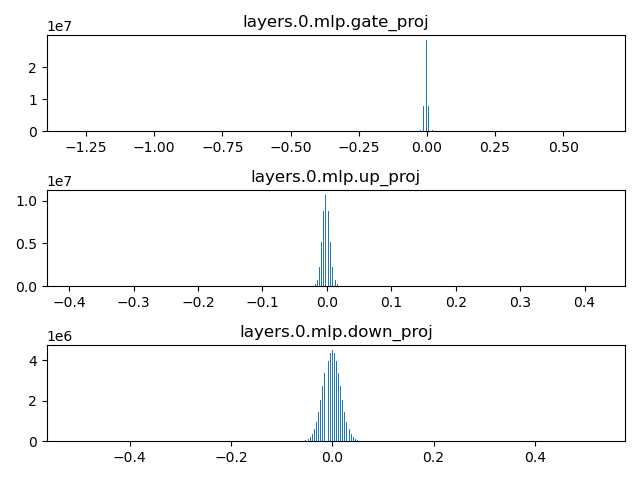 layers.0.mlp.gate_proj
1e7
2
1
0
−1.25 −1.00 −0.75 −0.50 −0.25 0.00 0.25 0.50
layers.0.mlp.up_proj
1e7
1.0
0.5
0.0
−0.4 −0.3 −0.2 −0.1 0.0 0.1 0.2 0.3 0.4
layers.0.mlp.down_proj
1e6
4
2
0
−0.4 −0.2 0.0 0.2 0.4